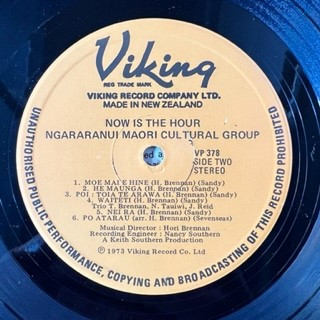 Viking
REG TRADE MARK
VIKING RECORD COMPANY LTD.
MADE IN NEW ZEALAND
NOW IS THE HOUR
NGARARANUI MAORI CULTURAL GROUP
ed a
VP 378
SIDE TWO
STEREO
1. MOE MAI E HINE (H. Brennan) (Sandy)
2. HE MAUNGA (H. Brennan) (Sandy)
3. POI : TOIA TE ARAWA (H. Brennan) (Sandy)
4. WAITETI (H. Brennan) (Sandy)
Trio T. Brennan, N. Tauiwi, J. Reid
5. NEI RA (H. Brennan) (Sandy)
6. PO ATARAU (arr. H. Brennan) (Sevenseas)
Musical Director : Hori Brennan
Recording Engineer : Nancy Southern
A Keith Southern Production
℗ 1973 Viking Record Co. Ltd
UNAUTHORISED PUBLIC PERFORMANCE, COPYING AND BROADCASTING OF THIS RECORD PROHIBITED